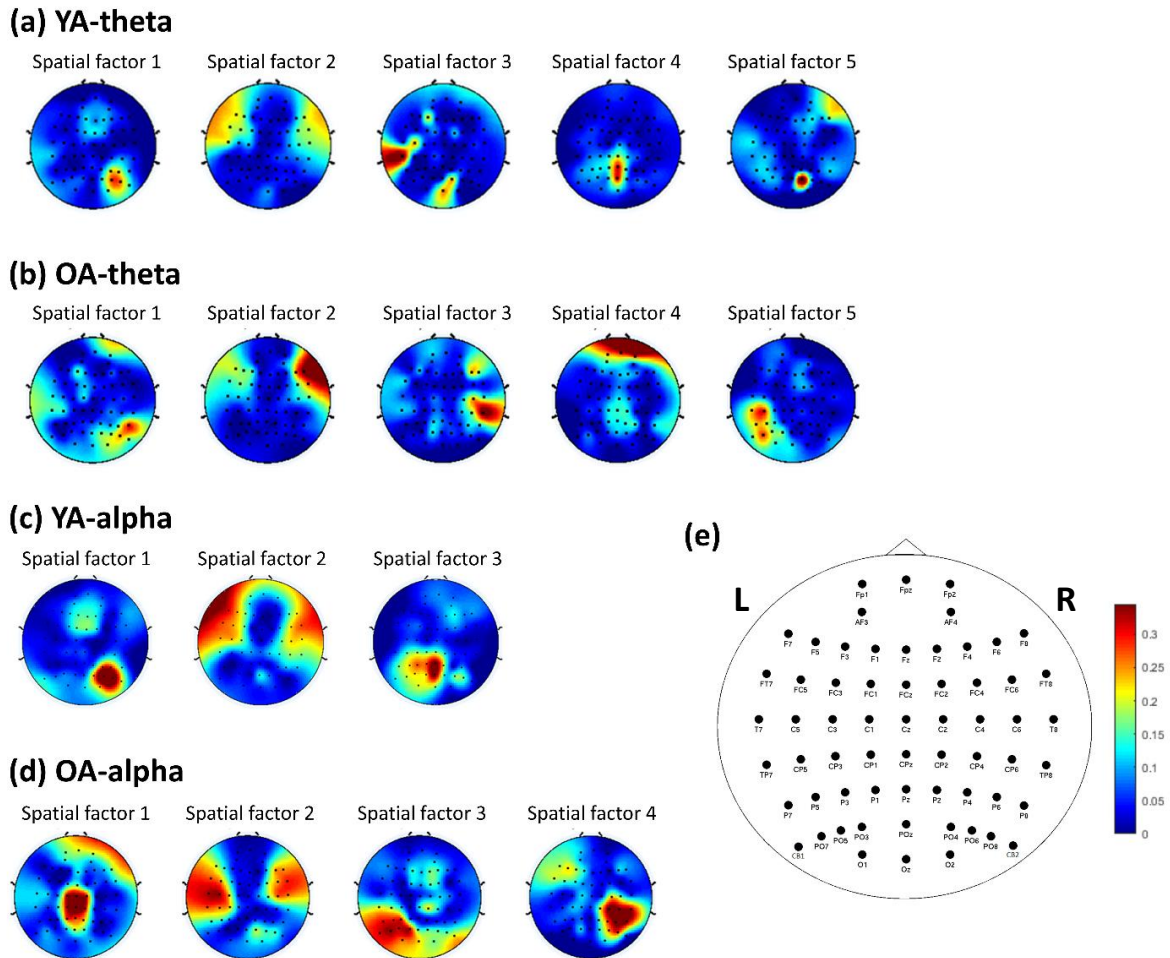 (a) YA-theta
Spatial factor 1 Spatial factor 2 Spatial factor 3 Spatial factor 4 Spatial factor 5
(b) OA-theta
Spatial factor 1 Spatial factor 2 Spatial factor 3 Spatial factor 4 Spatial factor 5
(c) YA-alpha
Spatial factor 1 Spatial factor 2 Spatial factor 3
(d) OA-alpha
Spatial factor 1 Spatial factor 2 Spatial factor 3 Spatial factor 4
(e)
L R
Fp1 Fpz Fp2
AF3 AF4
F7 F5 F3 F1 Fz F2 F4 F6 F8
FT7 FC5 FC3 FC1 FCz FC2 FC4 FC6 FT8
T7 C5 C3 C1 Cz C2 C4 C6 T8
TP7 CP5 CP3 CP1 CPz CP2 CP4 CP6 TP8
P7 P5 P3 P1 Pz P2 P4 P6 P8
PO7 PO5 PO3 POz PO4 PO6 PO8
CB1 O1 Oz O2 CB2
0.3
0.25
0.2
0.15
0.1
0.05
0